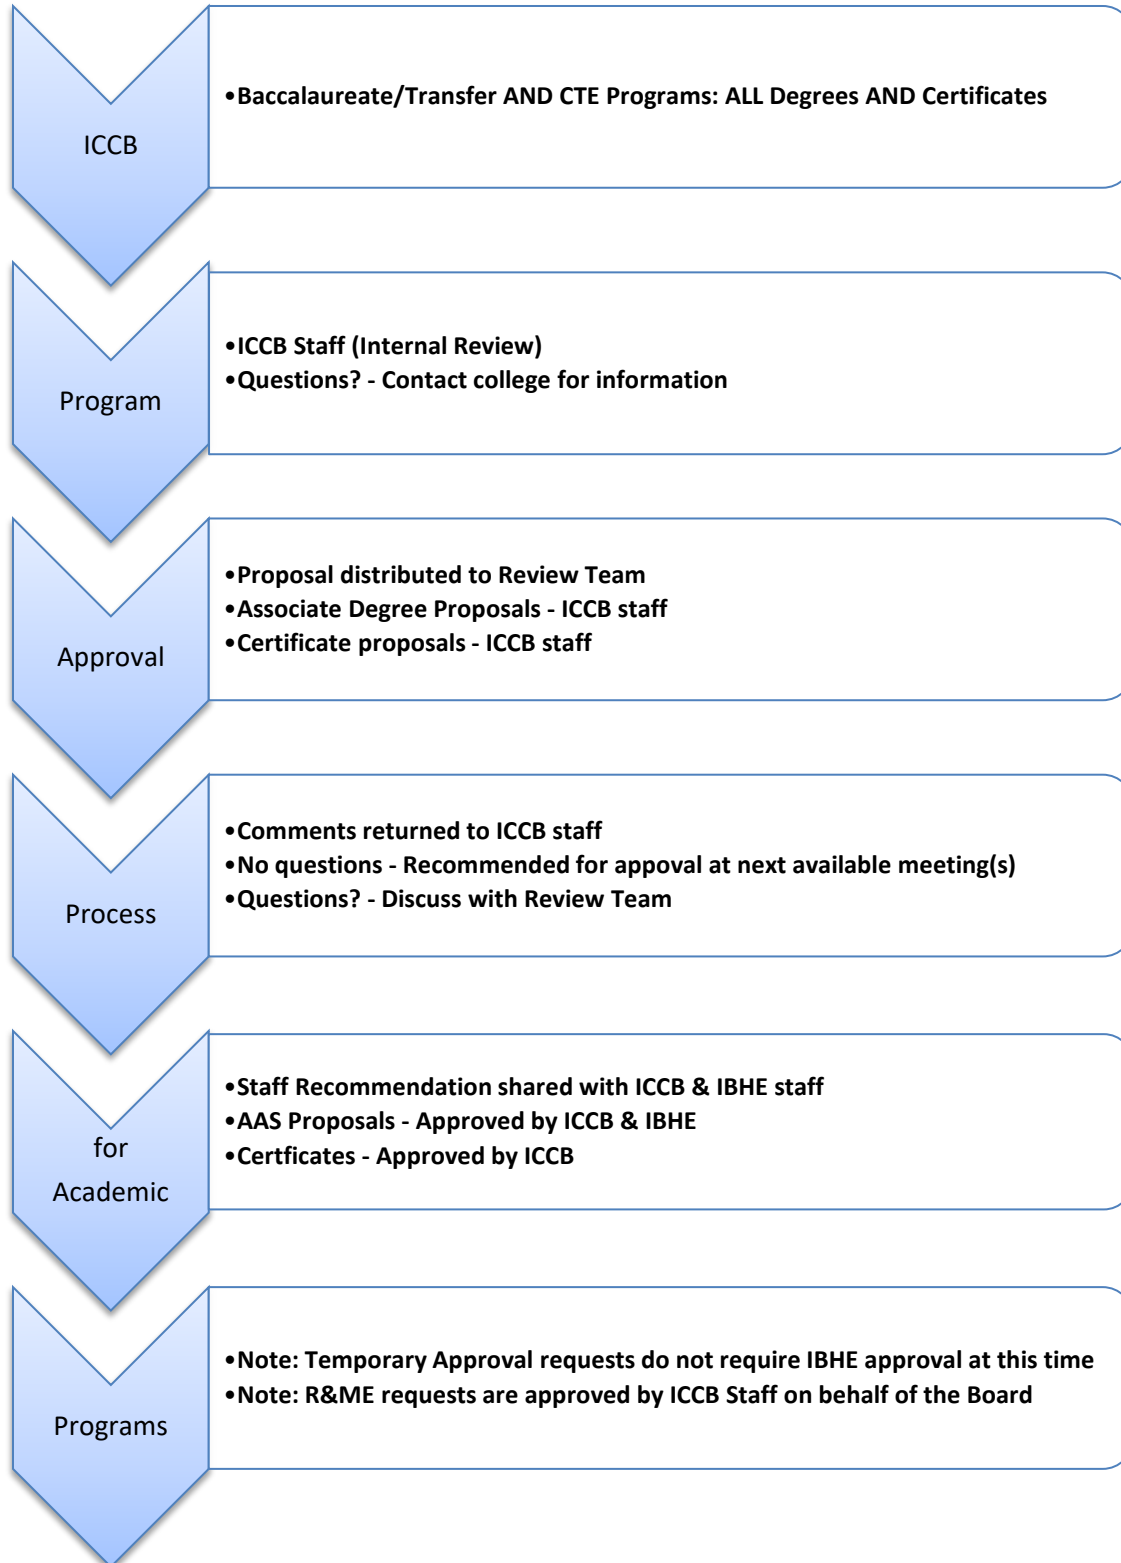 ICCB
•Baccalaureate/Transfer AND CTE Programs: ALL Degrees AND Certificates
Program
•ICCB Staff (Internal Review)
•Questions? - Contact college for information
Approval
•Proposal distributed to Review Team
•Associate Degree Proposals - ICCB staff
•Certificate proposals - ICCB staff
Process
•Comments returned to ICCB staff
•No questions - Recommended for appoval at next available meeting(s)
•Questions? - Discuss with Review Team
for
Academic
•Staff Recommendation shared with ICCB & IBHE staff
•AAS Proposals - Approved by ICCB & IBHE
•Certficates - Approved by ICCB
Programs
•Note: Temporary Approval requests do not require IBHE approval at this time
•Note: R&ME requests are approved by ICCB Staff on behalf of the Board